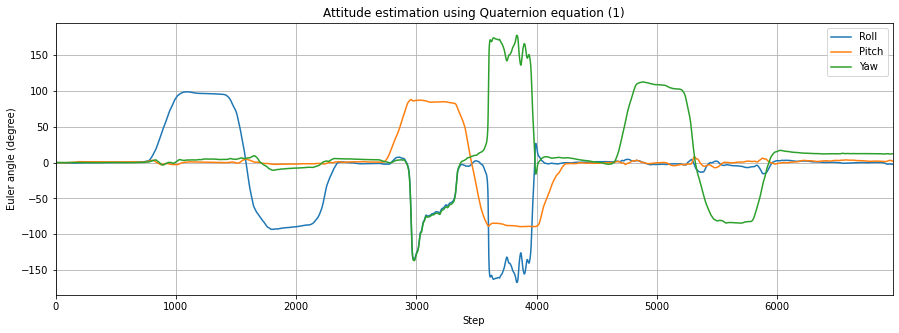 Attitude estimation using Quaternion equation (1)
Euler angle (degree)
150
100
50
0
−50
−100
−150
0 1000 2000 3000 4000 5000 6000
Step
Roll
Pitch
Yaw